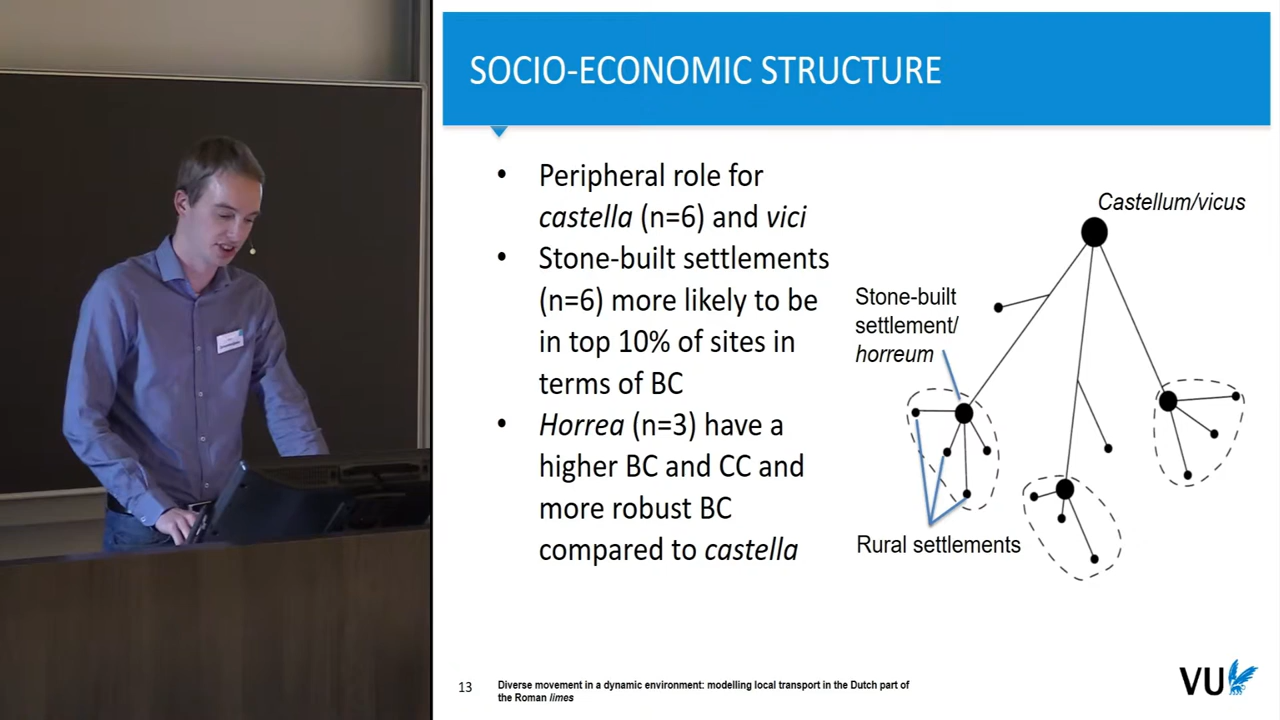 SOCIO-ECONOMIC STRUCTURE
• Peripheral role for
castella (n=6) and vici
• Stone-built settlements
(n=6) more likely to be
in top 10% of sites in
terms of BC
• Horrea (n=3) have a
higher BC and CC and
more robust BC
compared to castella
Castellum/vicus
Stone-built
settlement/
horreum
Rural settlements
13
Diverse movement in a dynamic environment: modelling local transport in the Dutch part of
the Roman limes
VU